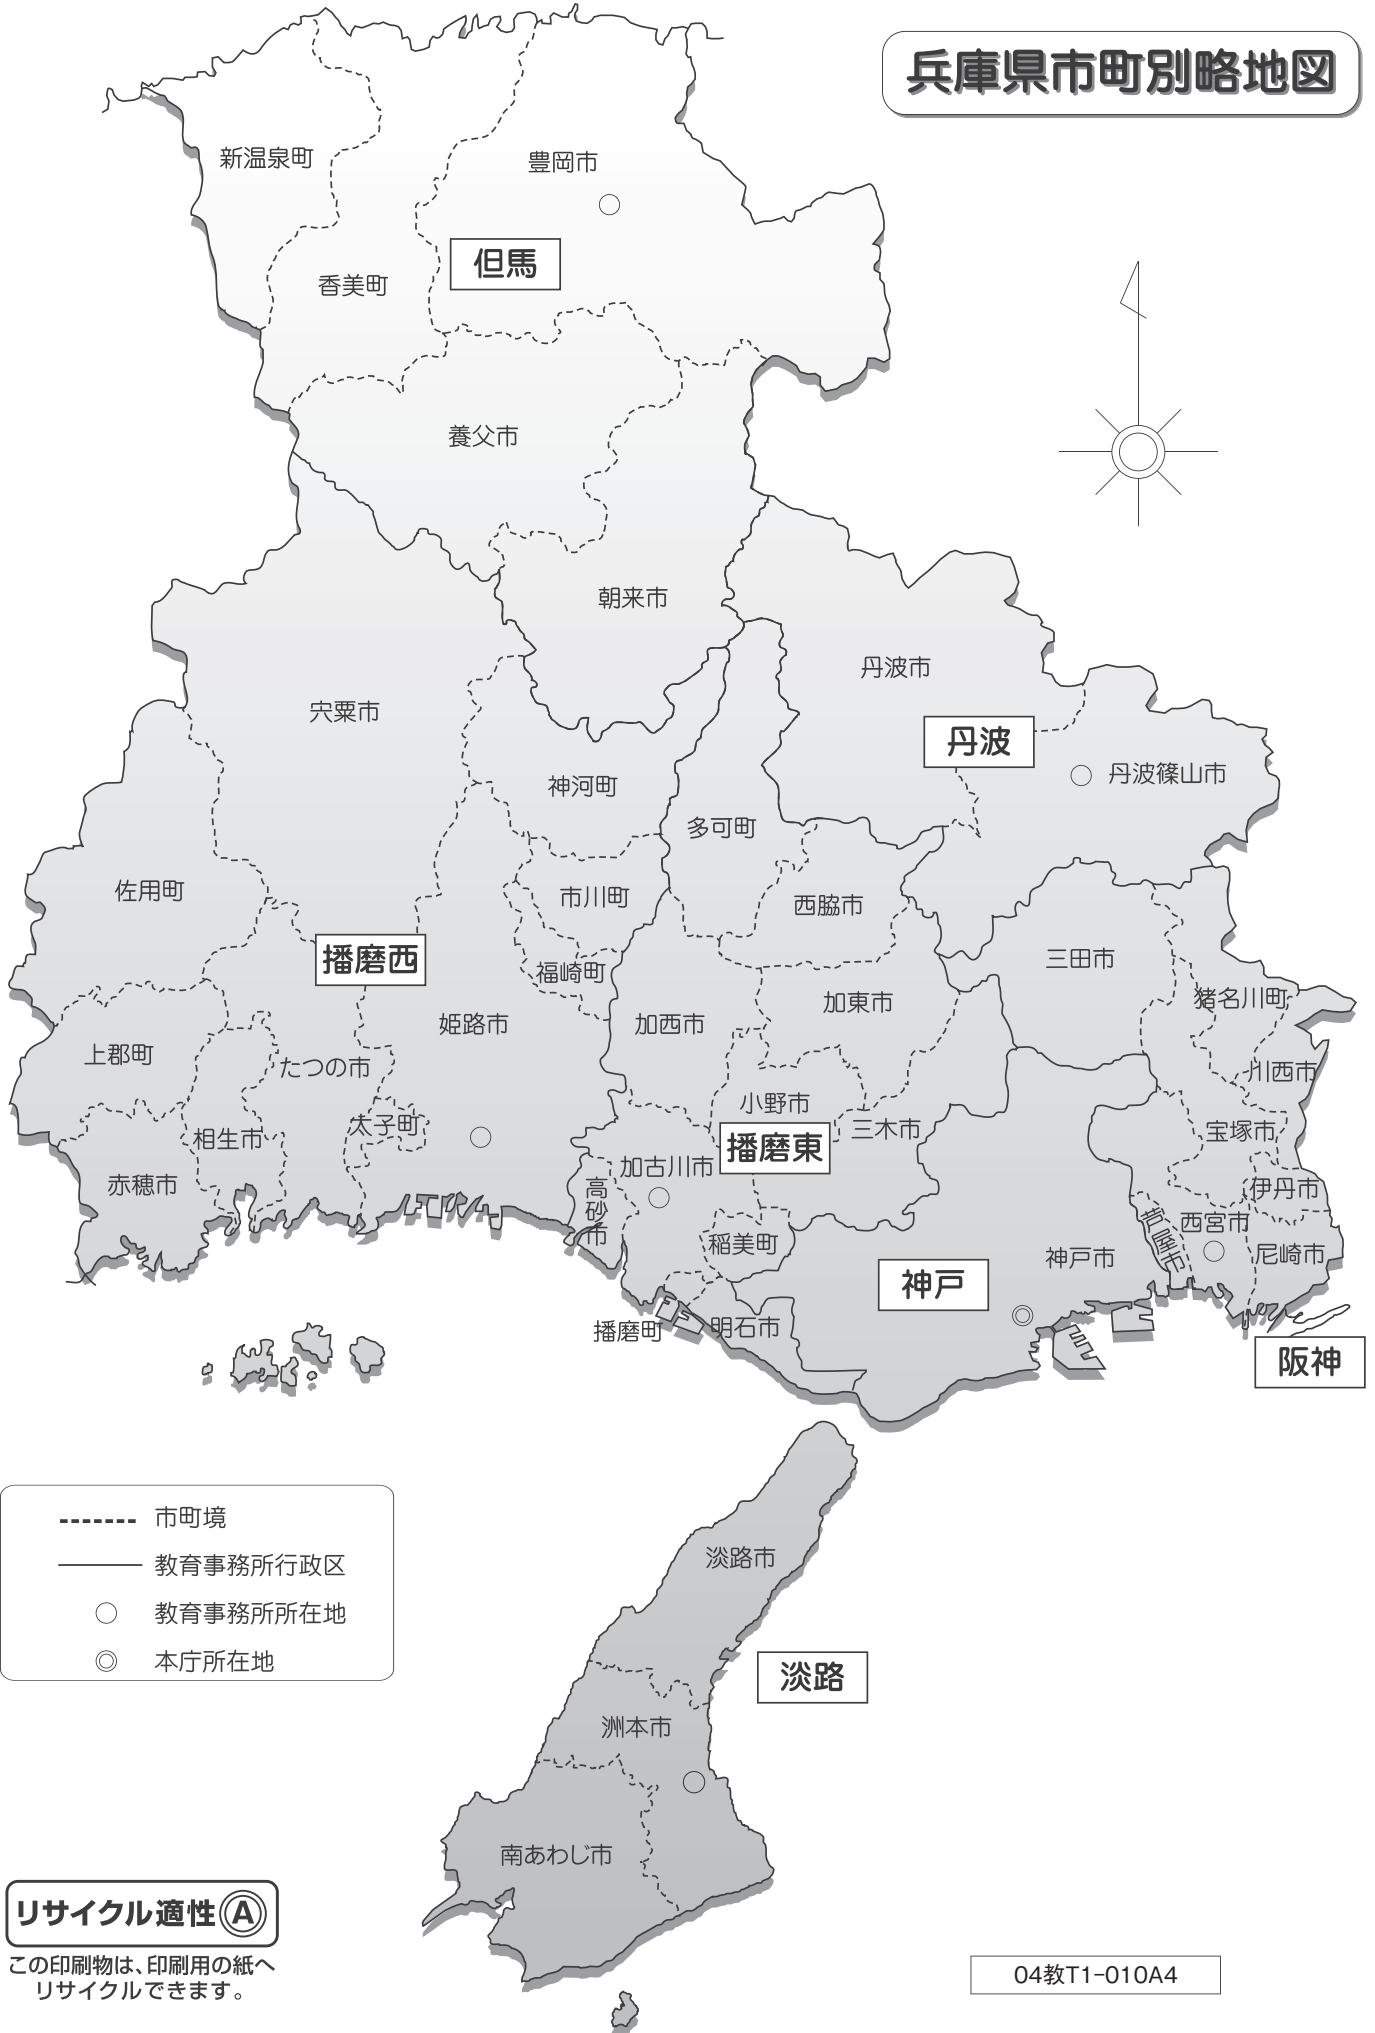 兵庫県市町別略地図
新温泉町
豊岡市
但馬
香美町
養父市
朝来市
丹波市
宍粟市
丹波
丹波篠山市
神河町
多可町
佐用町
市川町
西脇市
播磨西
福崎町
三田市
猪名川町
加東市
姫路市
加西市
上郡町
たつの市
川西市
小野市
太子町
三木市
相生市
宝塚市
播磨東
加古川市
赤穂市
高砂市
伊丹市
芦屋市
西宮市
稲美町
神戸市
尼崎市
神戸
播磨町
明石市
阪神
市町境
教育事務所行政区
教育事務所所在地
本庁所在地
淡路市
淡路
洲本市
南あわじ市
リサイクル適性Ⓐ
この印刷物は、印刷用の紙へ
リサイクルできます。
04教T1-010A4